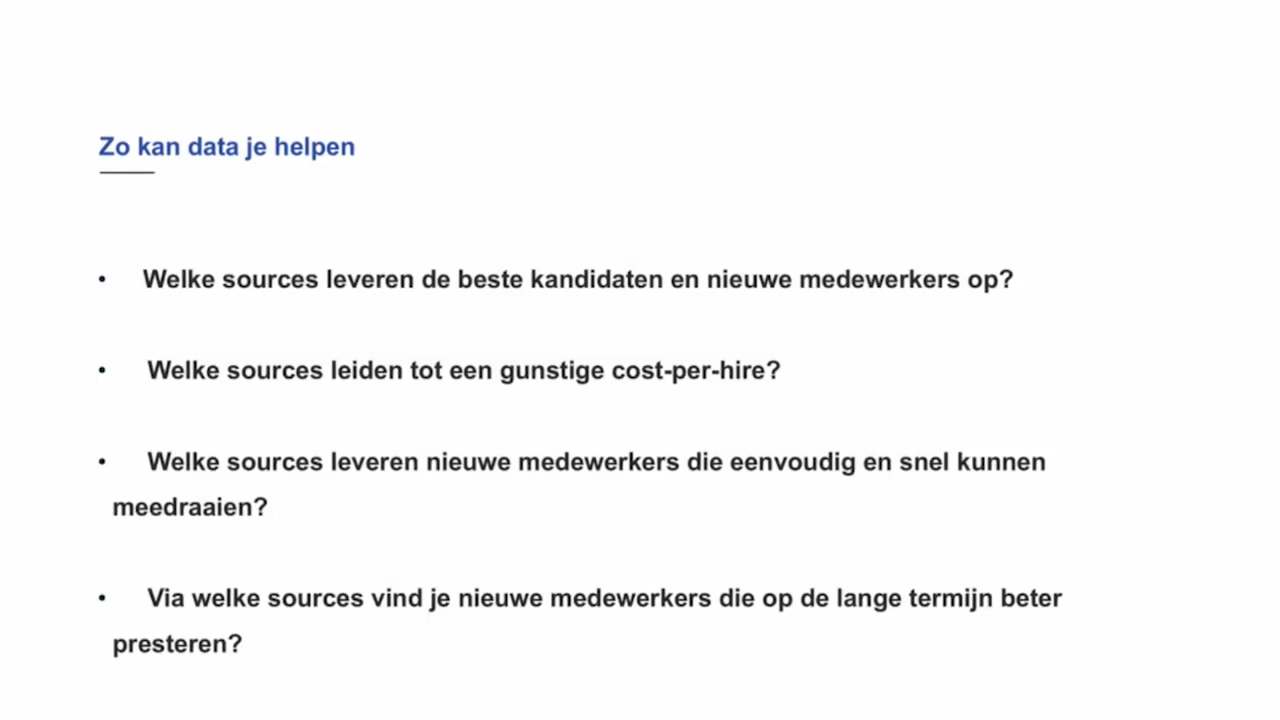 Zo kan data je helpen
• Welke sources leveren de beste kandidaten en nieuwe medewerkers op?
• Welke sources leiden tot een gunstige cost-per-hire?
• Welke sources leveren nieuwe medewerkers die eenvoudig en snel kunnen
meedraaien?
• Via welke sources vind je nieuwe medewerkers die op de lange termijn beter
presteren?